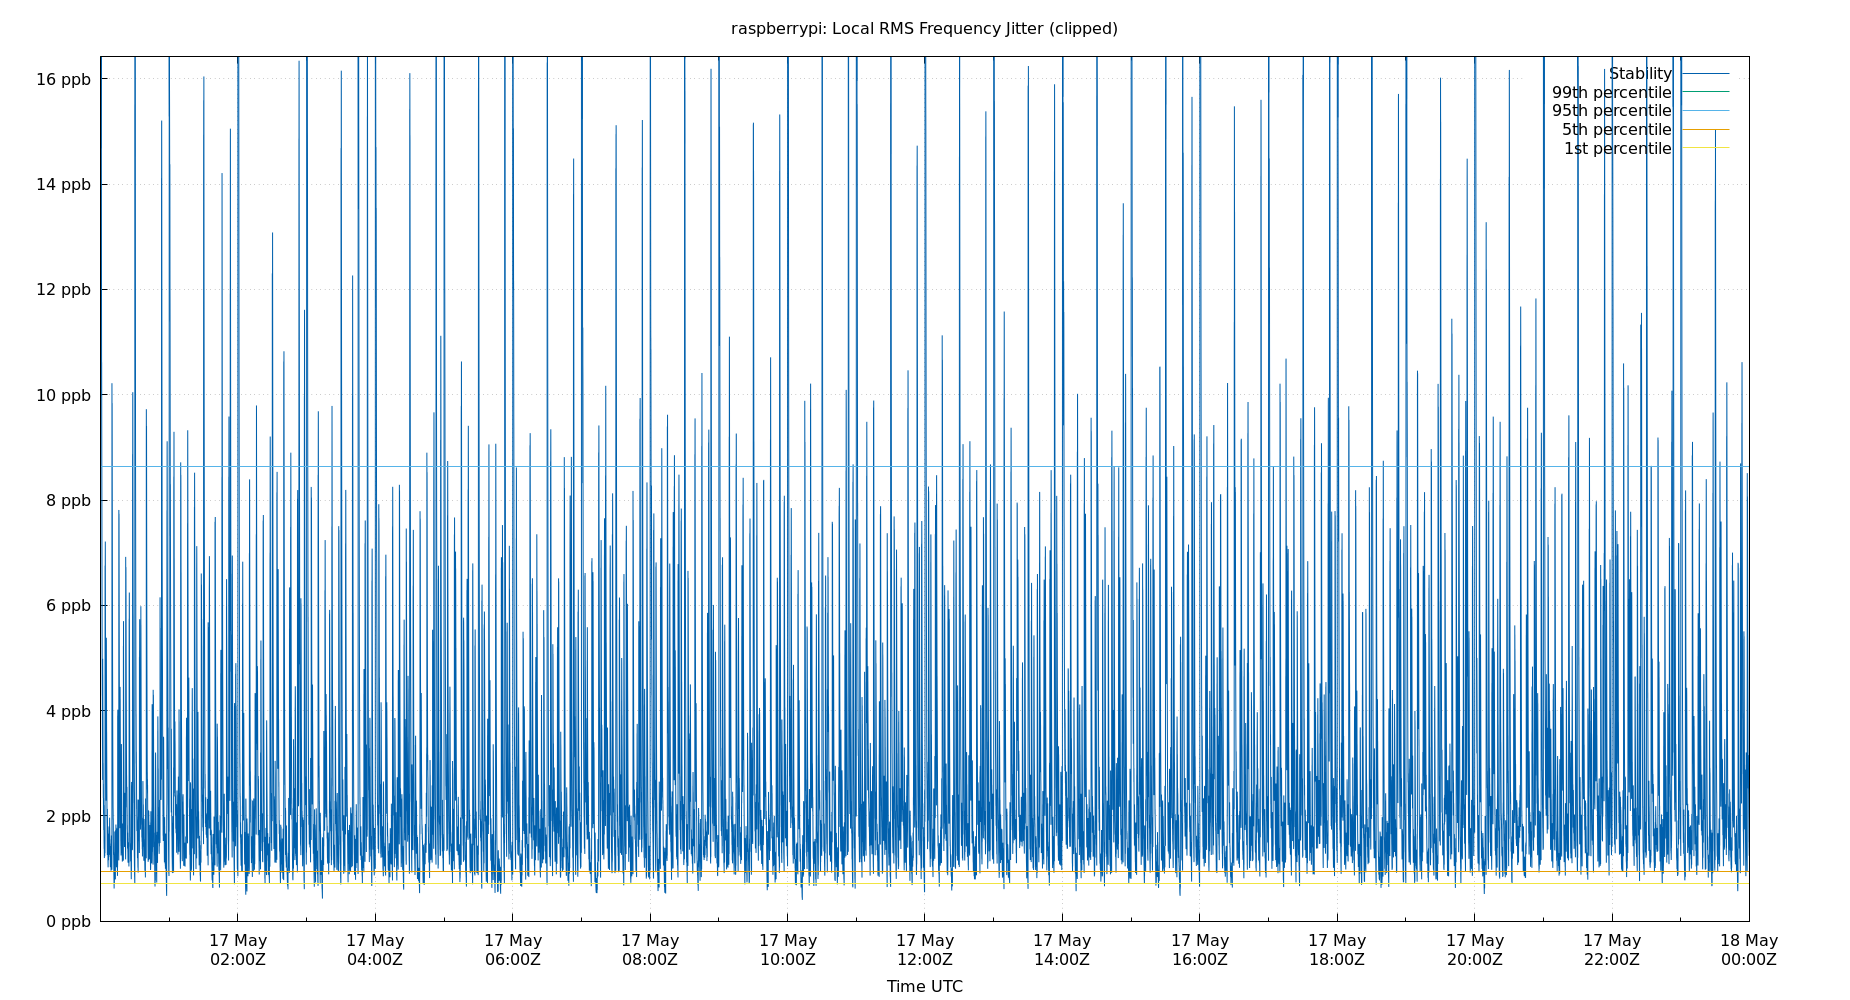 raspberrypi: Local RMS Frequency Jitter (clipped)
16 ppb
14 ppb
12 ppb
10 ppb
8 ppb
6 ppb
4 ppb
2 ppb
0 ppb
Stability
99th percentile
95th percentile
5th percentile
1st percentile
17 May 17 May 17 May 17 May 17 May 17 May 17 May 17 May 17 May 17 May 17 May 18 May
02:00Z 04:00Z 06:00Z 08:00Z 10:00Z 12:00Z 14:00Z 16:00Z 18:00Z 20:00Z 22:00Z 00:00Z
Time UTC